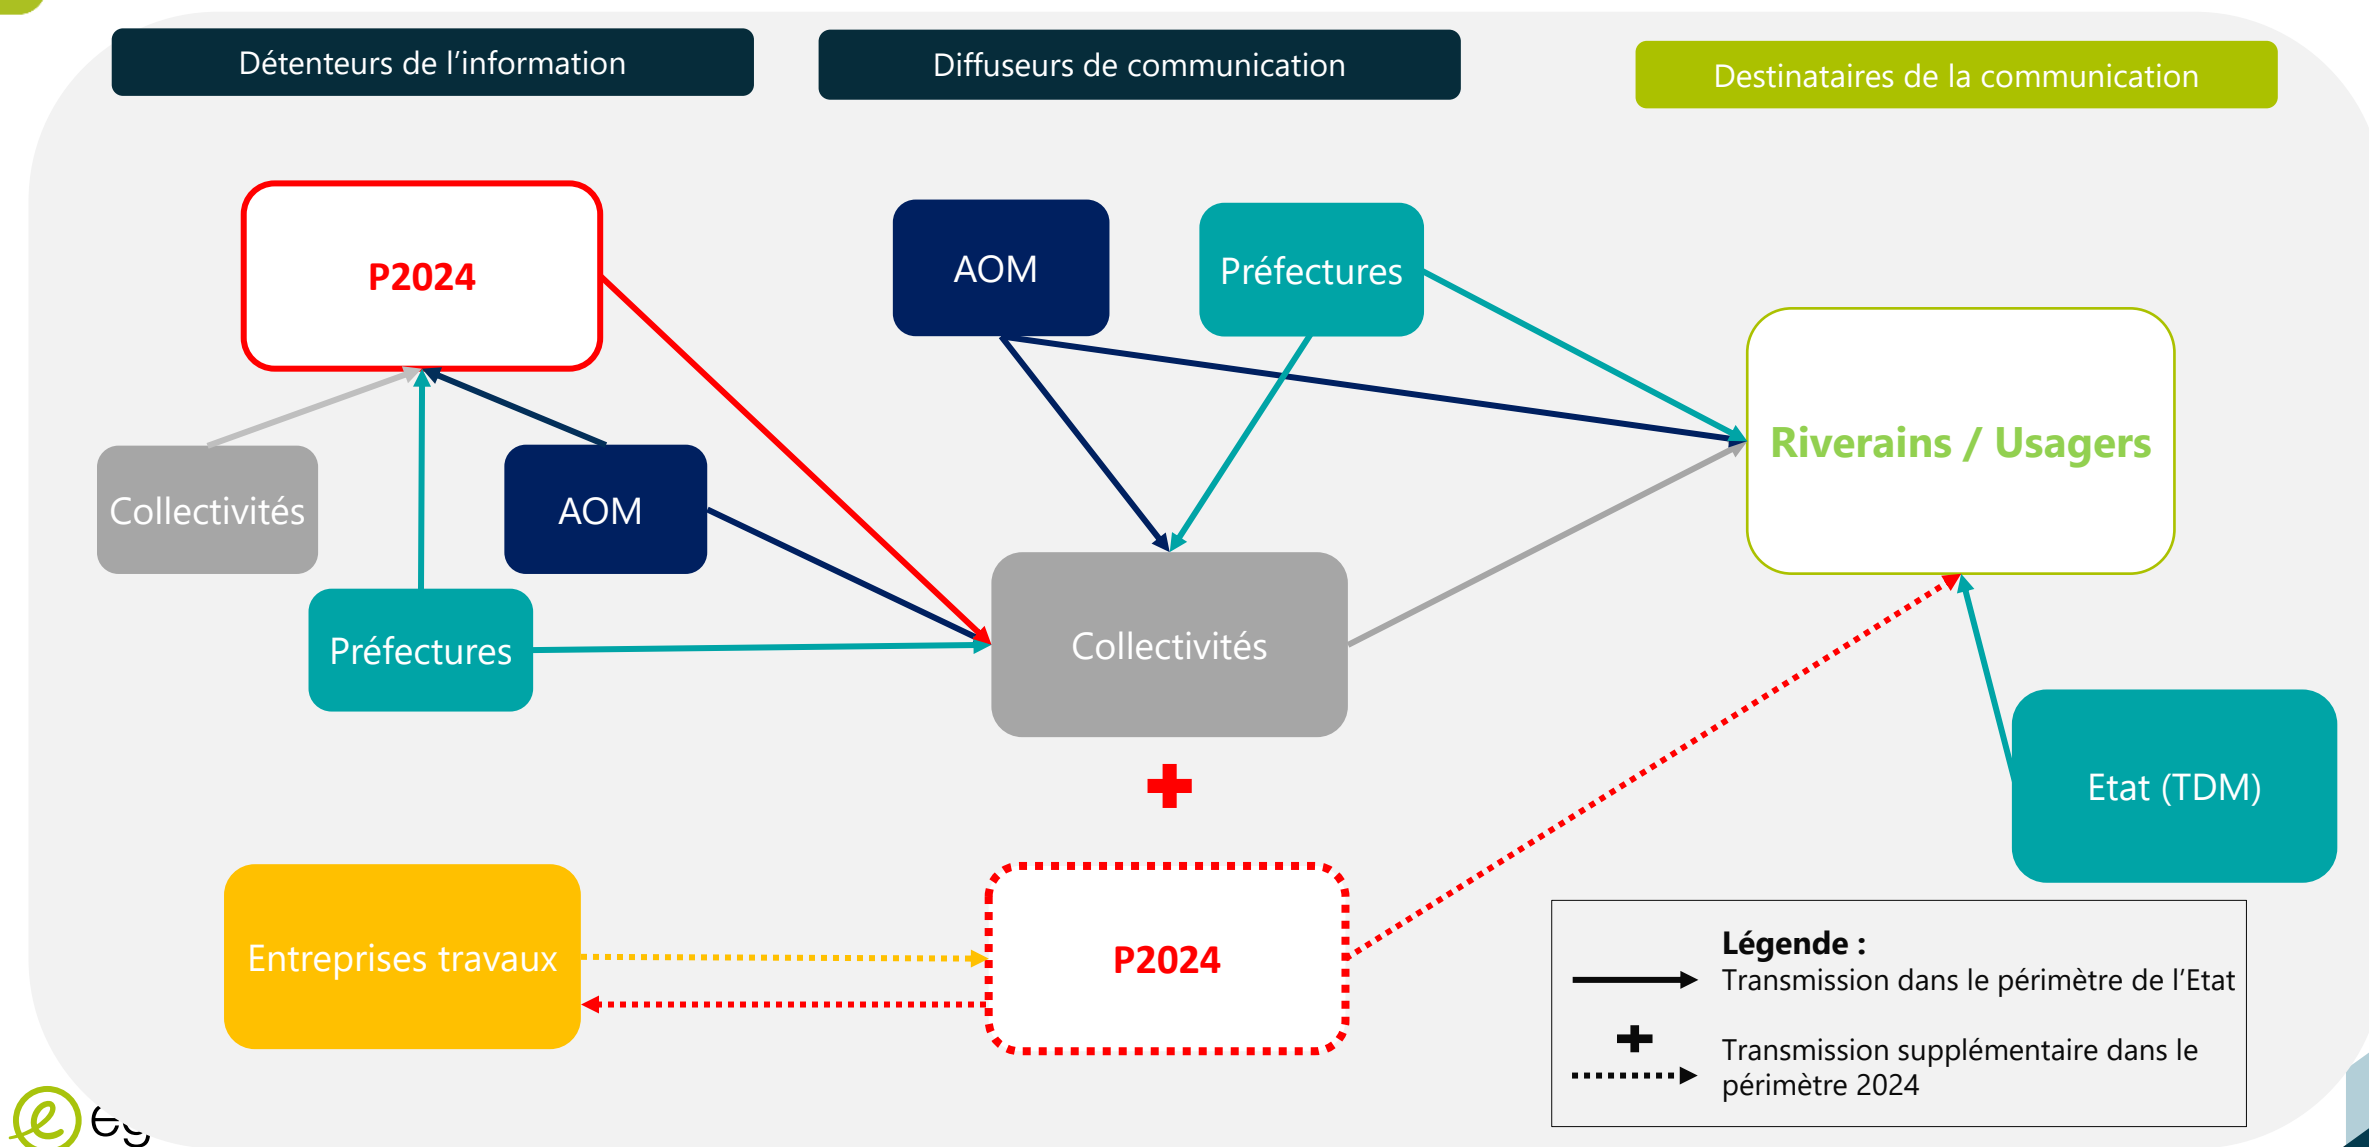 Détenteurs de l’information
Diffuseurs de communication
Destinataires de la communication
P2024
AOM
Préfectures
Riverains / Usagers
Collectivités
AOM
Préfectures
Collectivités
Etat (TDM)
Entreprises travaux
P2024
Légende :
Transmission dans le périmètre de l’Etat
Transmission supplémentaire dans le
périmètre 2024